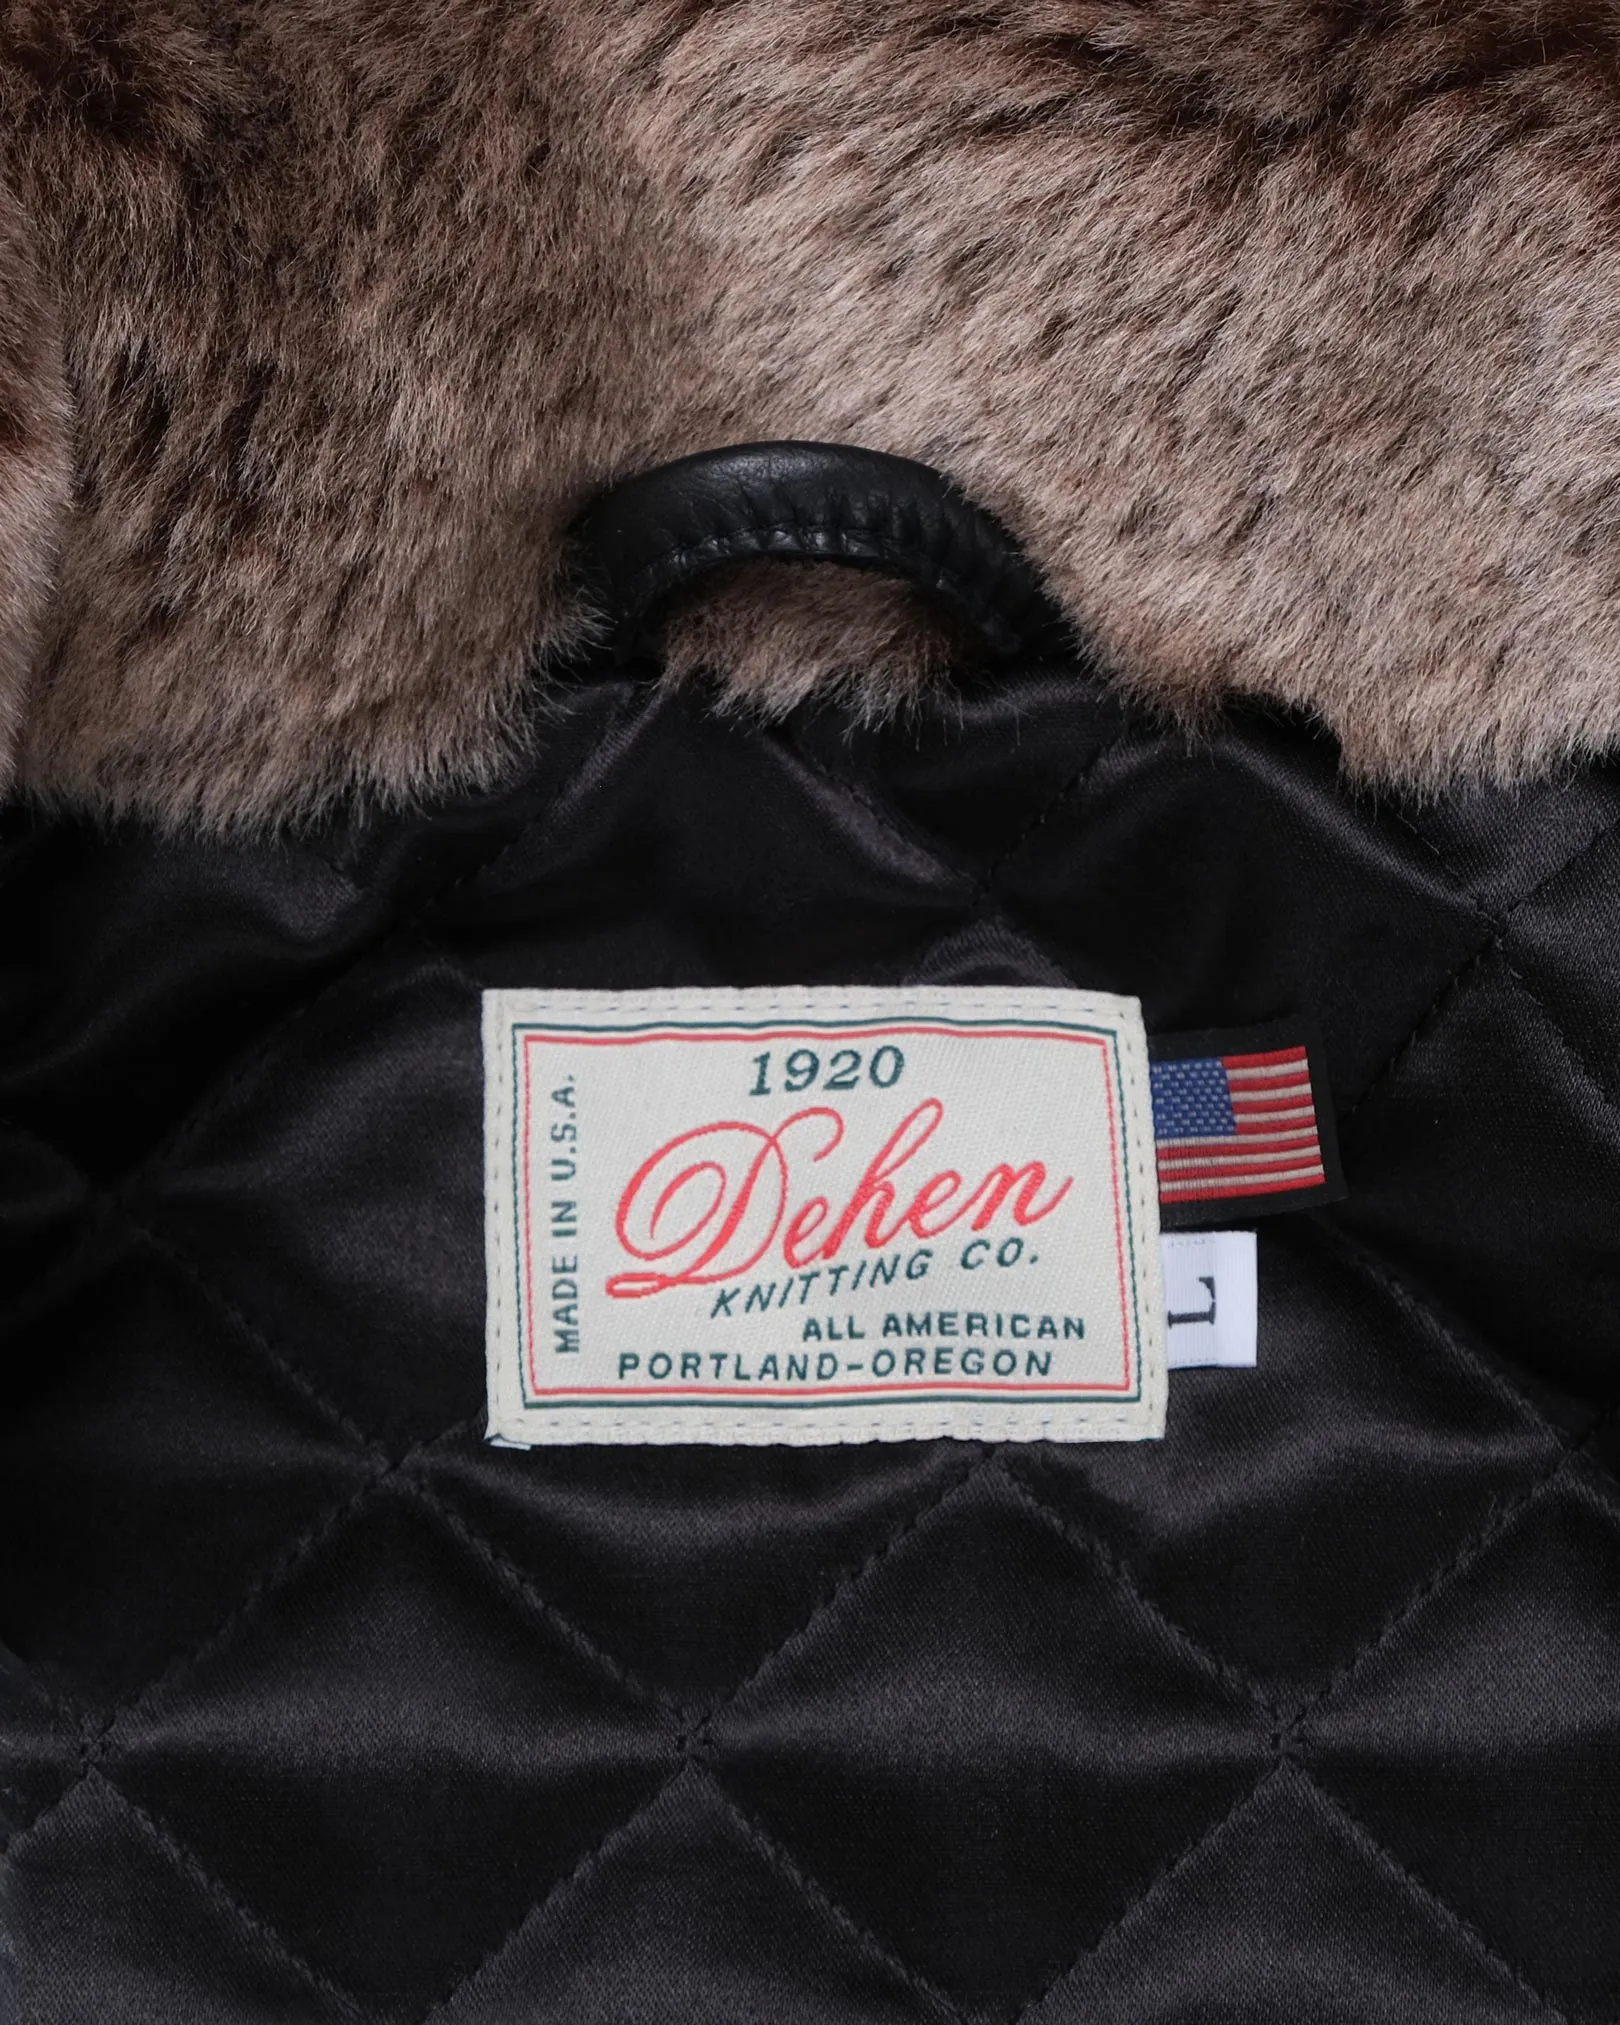 1920
Dehen
KNITTING CO.
ALL AMERICAN
PORTLAND-OREGON
MADE IN U.S.A.
L